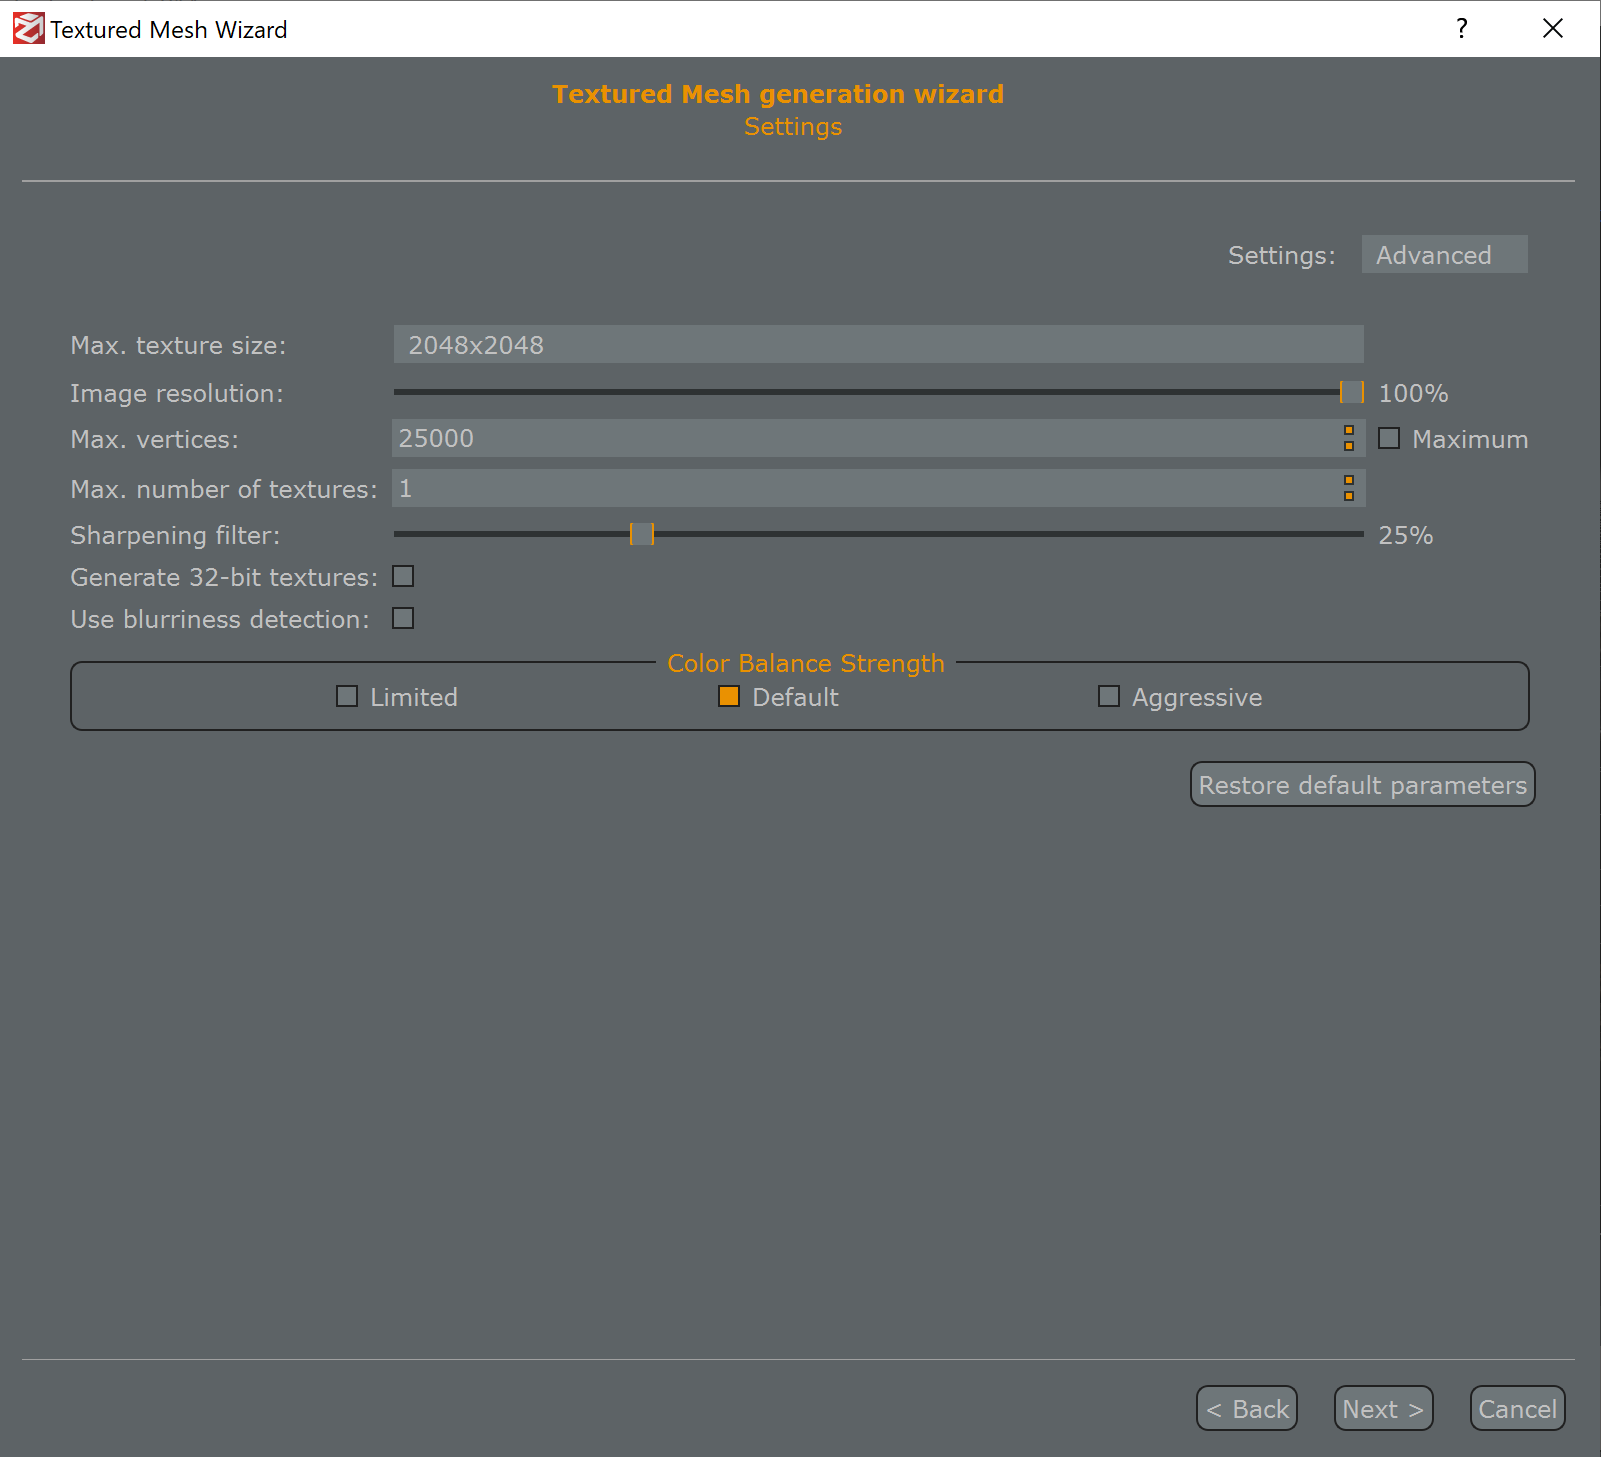 Textured Mesh Wizard ?
Textured Mesh generation wizard
Settings
Settings: Advanced
Max. texture size: 2048x2048
Image resolution: 100%
Max. vertices: 25000 Maximum
Max. number of textures: 1
Sharpening filter: 25%
Generate 32-bit textures:
Use blurriness detection:
Color Balance Strength
Limited Default Aggressive
Restore default parameters
< Back Next > Cancel